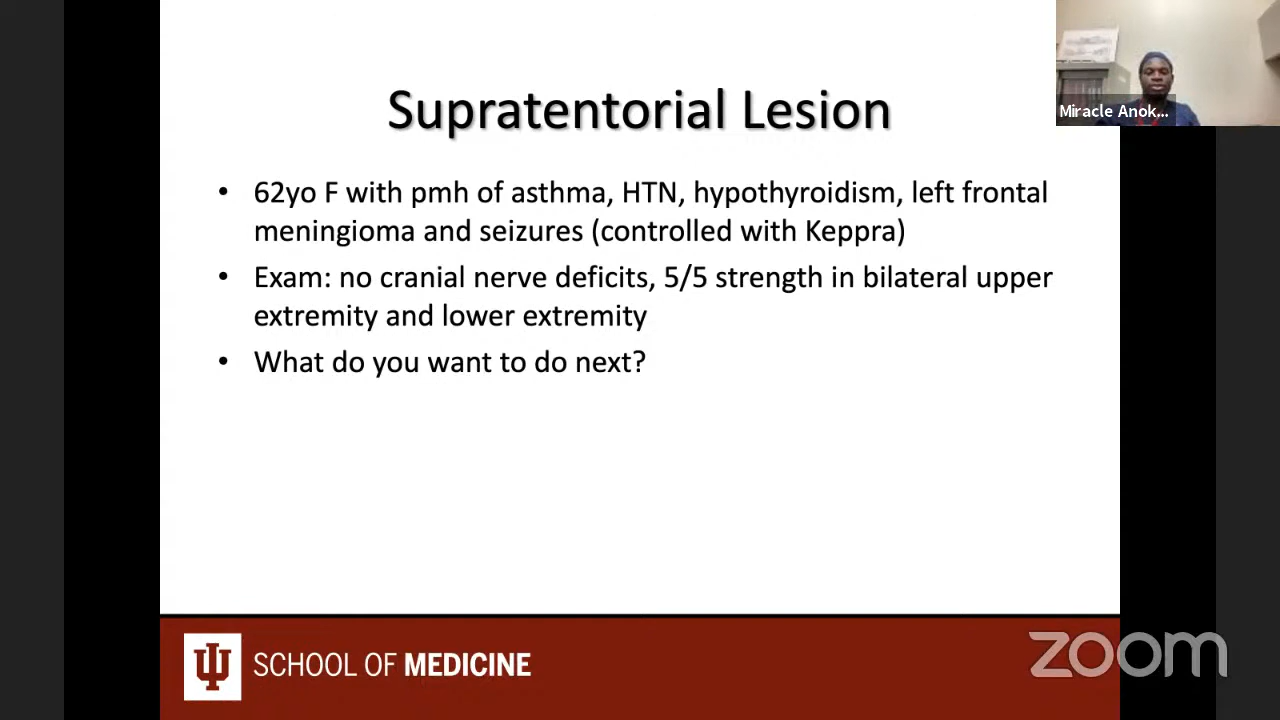 Supratentorial Lesion
Miracle Anok...
• 62yo F with pmh of asthma, HTN, hypothyroidism, left frontal
meningioma and seizures (controlled with Keppra)
• Exam: no cranial nerve deficits, 5/5 strength in bilateral upper
extremity and lower extremity
• What do you want to do next?
SCHOOL OF MEDICINE
zoom